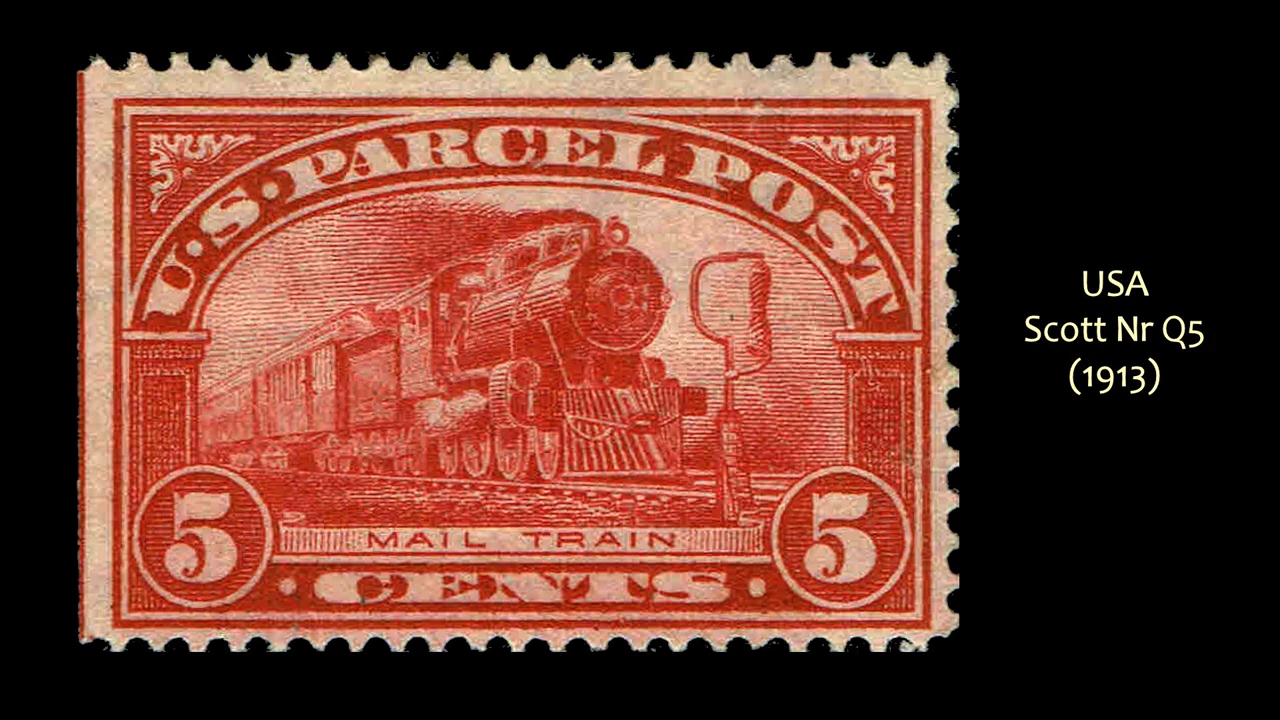 U.S. PARCEL POST
5 5
MAIL TRAIN
· CENTS ·
USA
Scott Nr Q5
(1913)